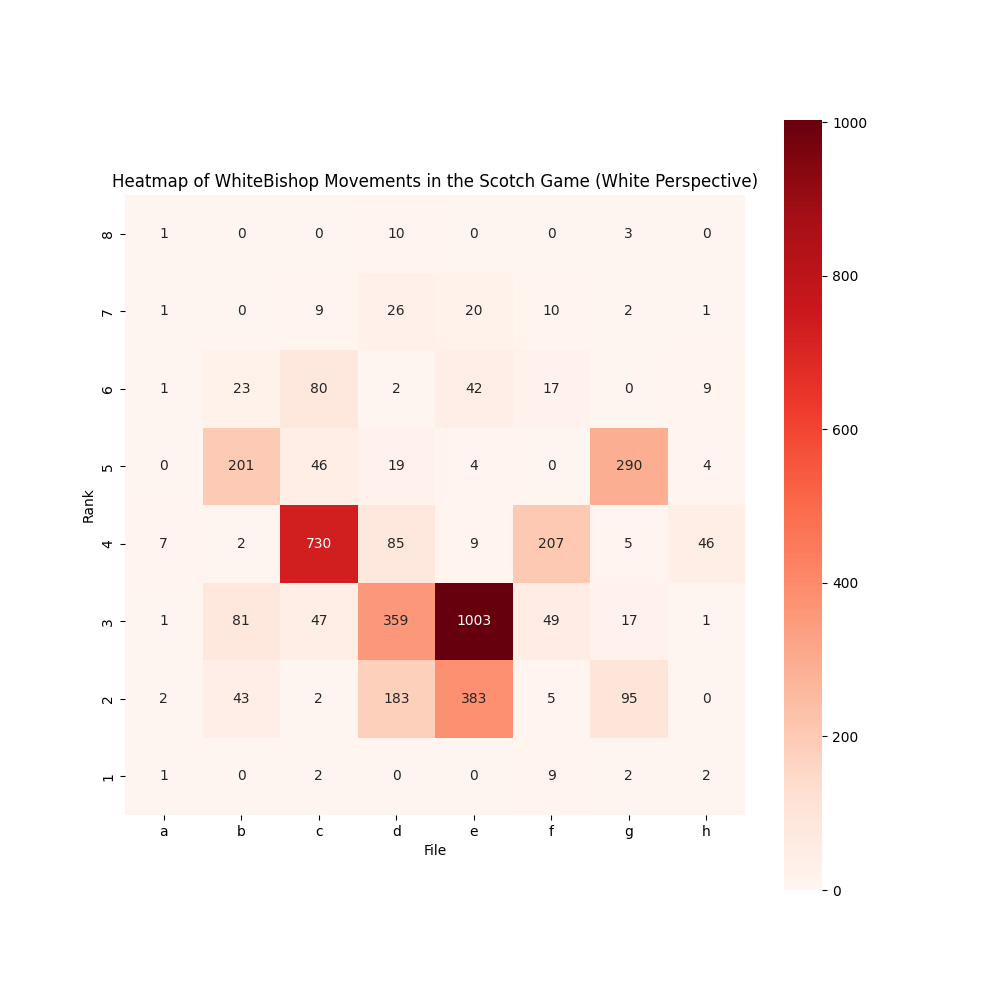 Heatmap of WhiteBishop Movements in the Scotch Game (White Perspective)
8 1 0 0 10 0 0 3 0
7 1 0 9 26 20 10 2 1
6 1 23 80 2 42 17 0 9
5 0 201 46 19 4 0 290 4
4 7 2 730 85 9 207 5 46
3 1 81 47 359 1003 49 17 1
2 2 43 2 183 383 5 95 0
1 1 0 2 0 0 9 2 2
a b c d e f g h
File
Rank
1000
800
600
400
200
0